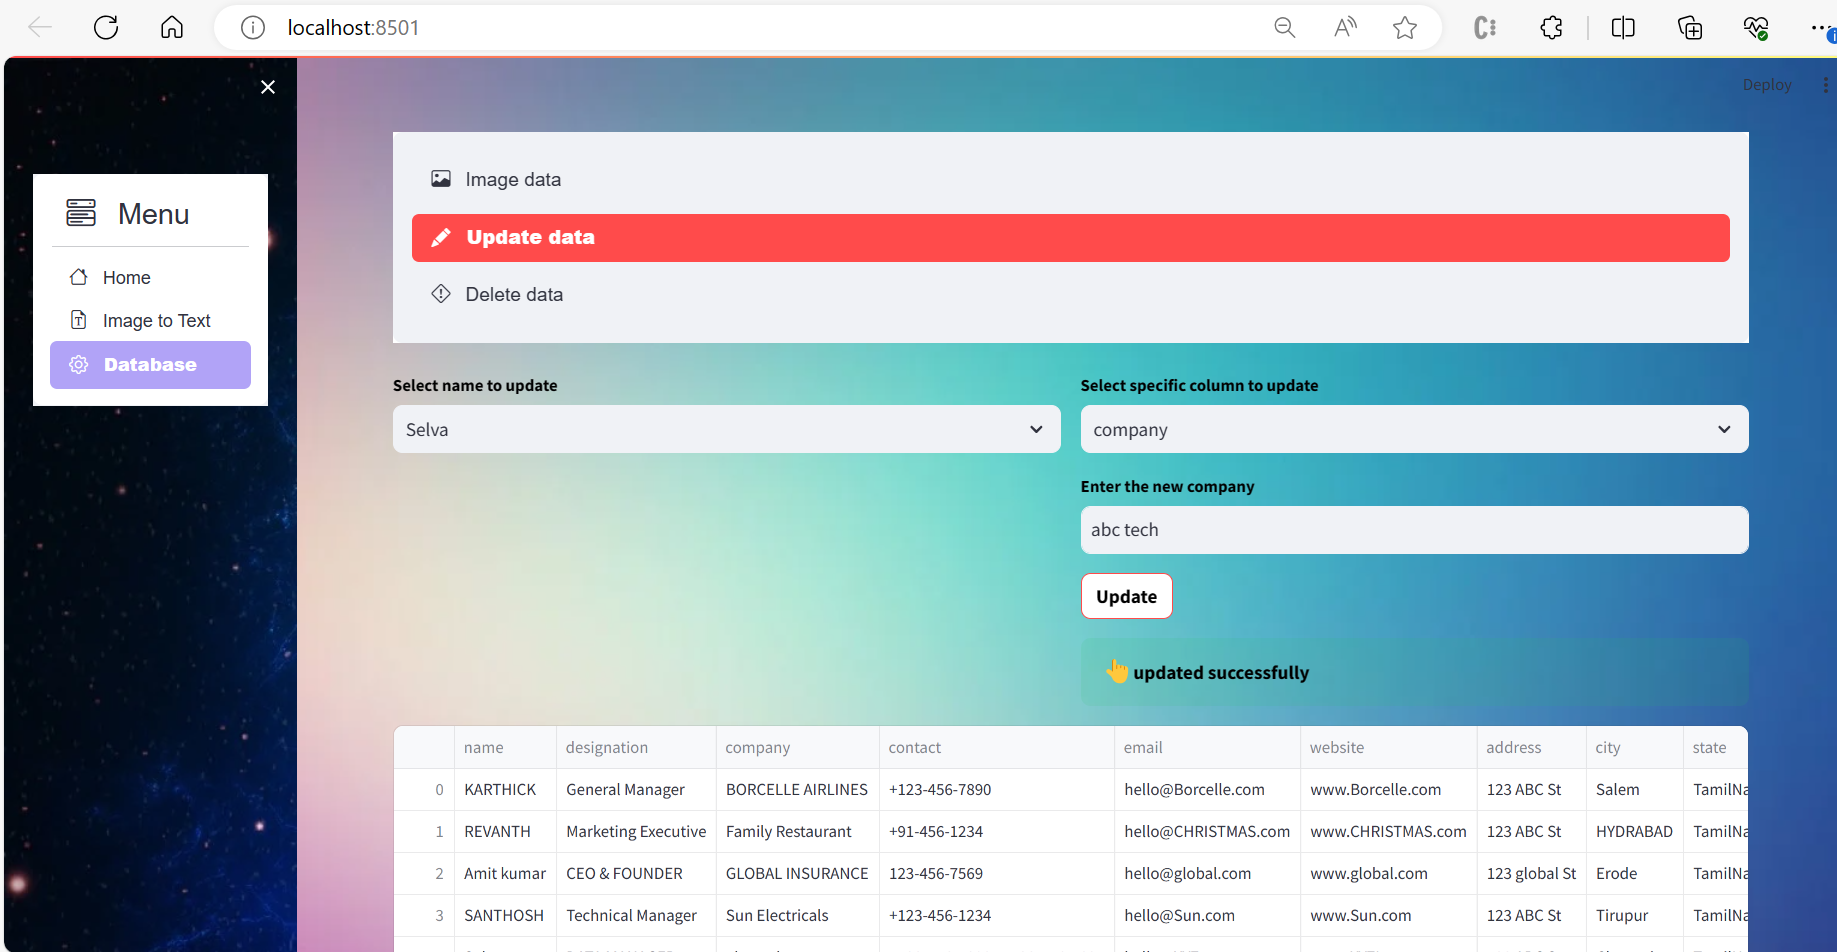 localhost:8501
Deploy
Menu
Home
Image to Text
Database
Image data
Update data
Delete data
Select name to update
Selva
Select specific column to update
company
Enter the new company
abc tech
Update
updated successfully
name designation company contact email website address city state
0 KARTHICK General Manager BORCELLE AIRLINES +123-456-7890 hello@Borcelle.com www.Borcelle.com 123 ABC St Salem TamilNa
1 REVANTH Marketing Executive Family Restaurant +91-456-1234 hello@CHRISTMAS.com www.CHRISTMAS.com 123 ABC St HYDRABAD TamilNa
2 Amit kumar CEO & FOUNDER GLOBAL INSURANCE 123-456-7569 hello@global.com www.global.com 123 global St Erode TamilNa
3 SANTHOSH Technical Manager Sun Electricals +123-456-1234 hello@Sun.com www.Sun.com 123 ABC St Tirupur TamilNa